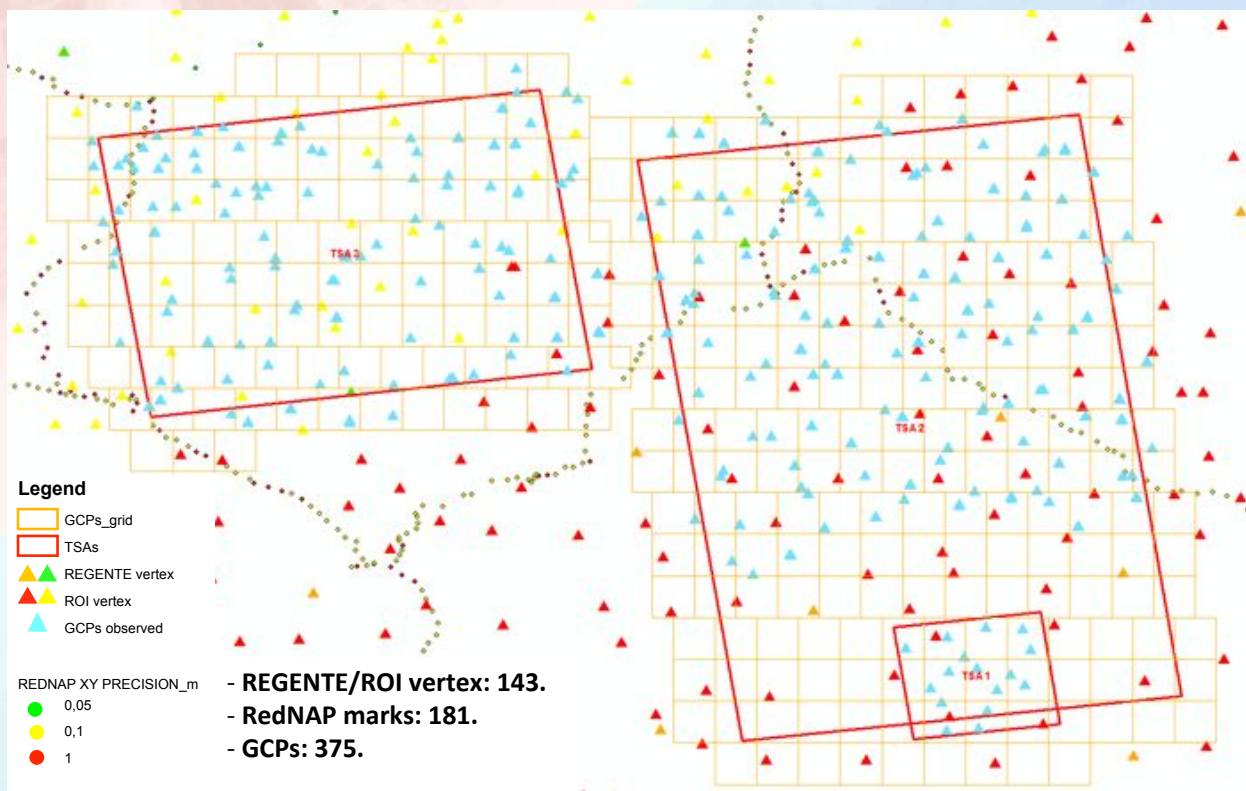 TSA 3
TSA 2
TSA 1
Legend
GCPs_grid
TSAs
REGENTE vertex
ROI vertex
GCPs observed
REDNAP XY PRECISION_m
0,05
0,1
1
- REGENTE/ROI vertex: 143.
- RedNAP marks: 181.
- GCPs: 375.